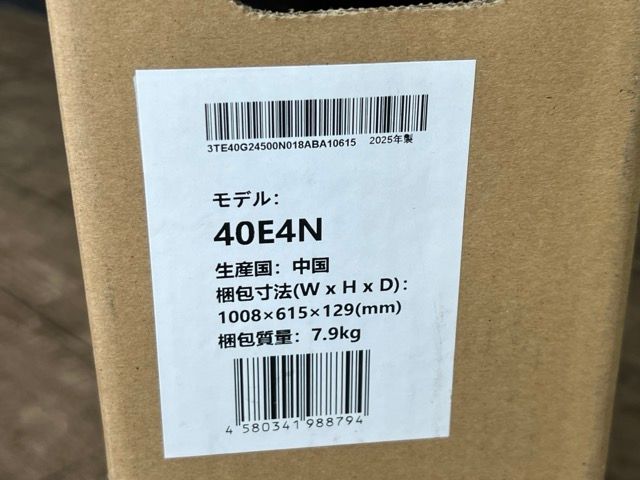 3TE40G24500N018ABA10615 2025年製
モデル：
40E4N
生産国：中国
梱包寸法(W x H x D)：
1008×615×129(mm)
梱包質量：7.9kg
4 580341 988794